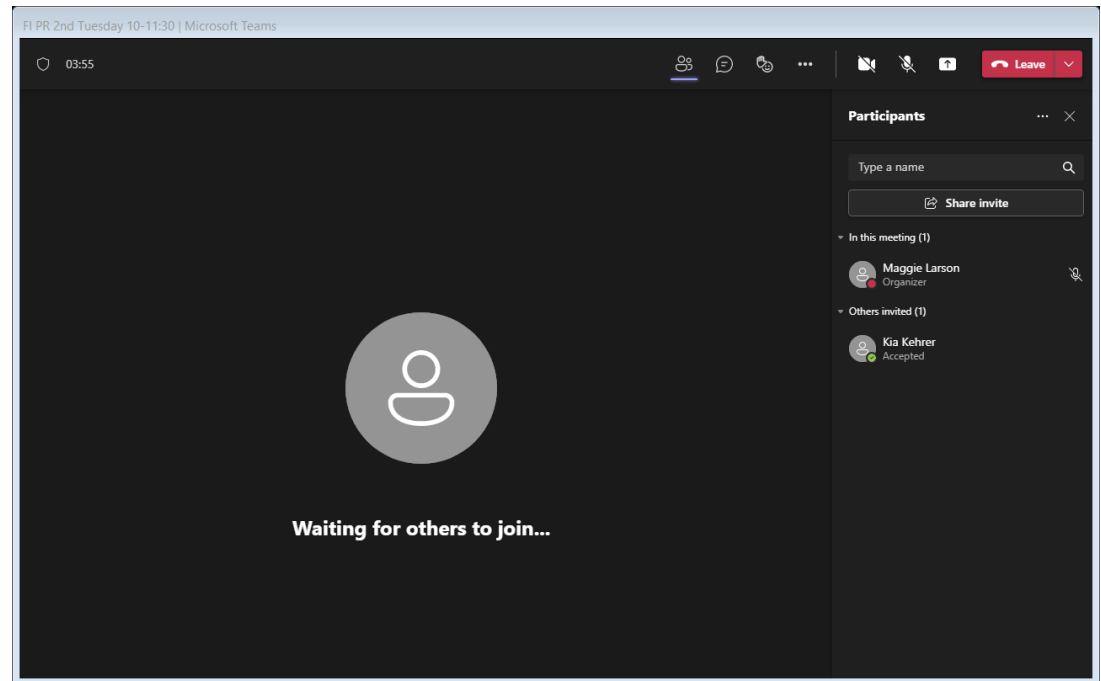 FI PR 2nd Tuesday 10-11:30 | Microsoft Teams
03:55
Leave
Participants
Type a name
Share invite
In this meeting (1)
Maggie Larson
Organizer
Others invited (1)
Kia Kehrer
Accepted
Waiting for others to join...